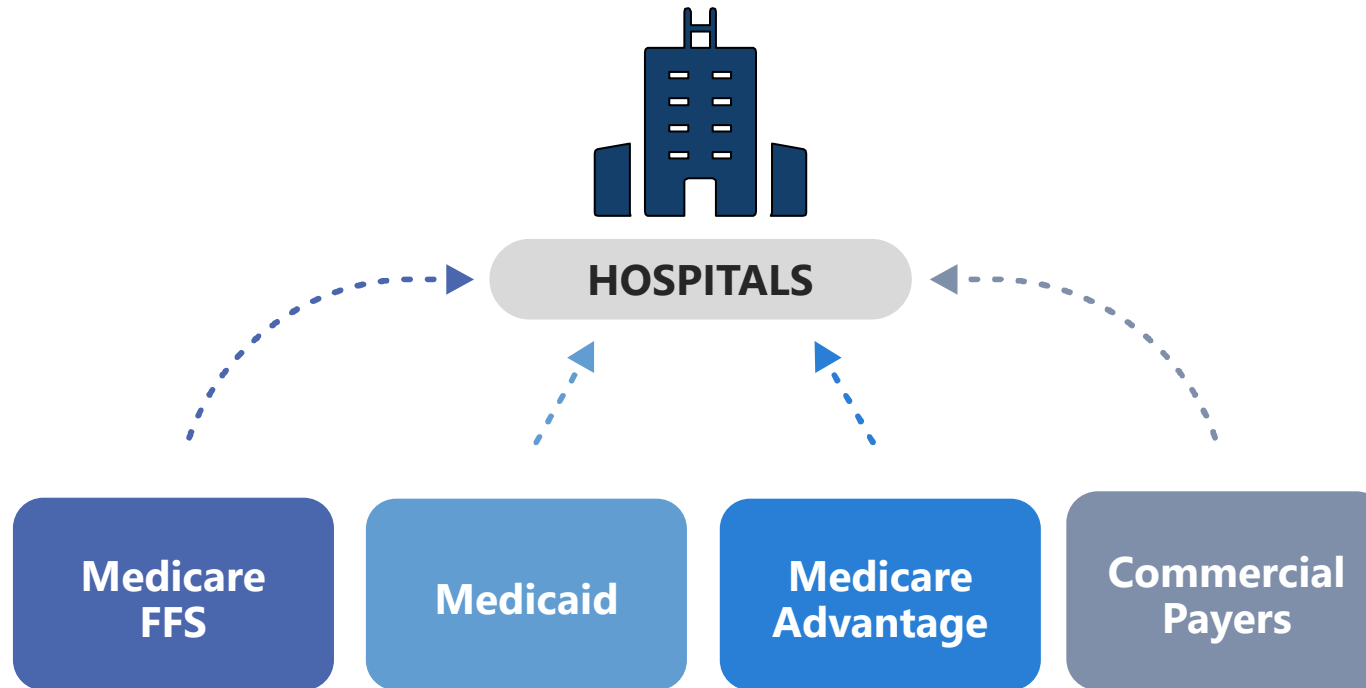 HOSPITALS
Medicare
FFS
Medicaid
Medicare
Advantage
Commercial
Payers